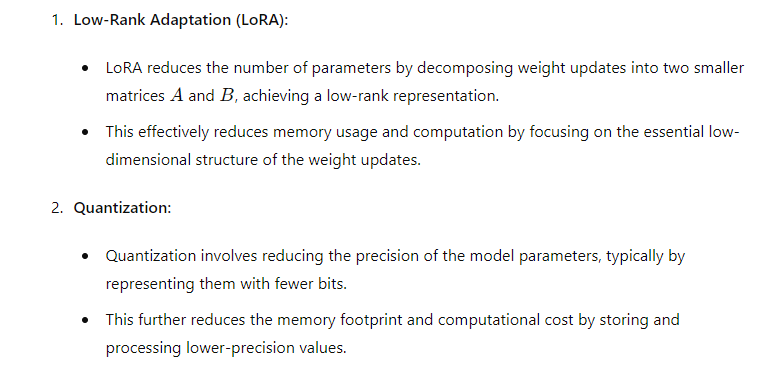 1. Low-Rank Adaptation (LoRA):
• LoRA reduces the number of parameters by decomposing weight updates into two smaller
matrices A and B, achieving a low-rank representation.
• This effectively reduces memory usage and computation by focusing on the essential low-
dimensional structure of the weight updates.
2. Quantization:
• Quantization involves reducing the precision of the model parameters, typically by
representing them with fewer bits.
• This further reduces the memory footprint and computational cost by storing and
processing lower-precision values.